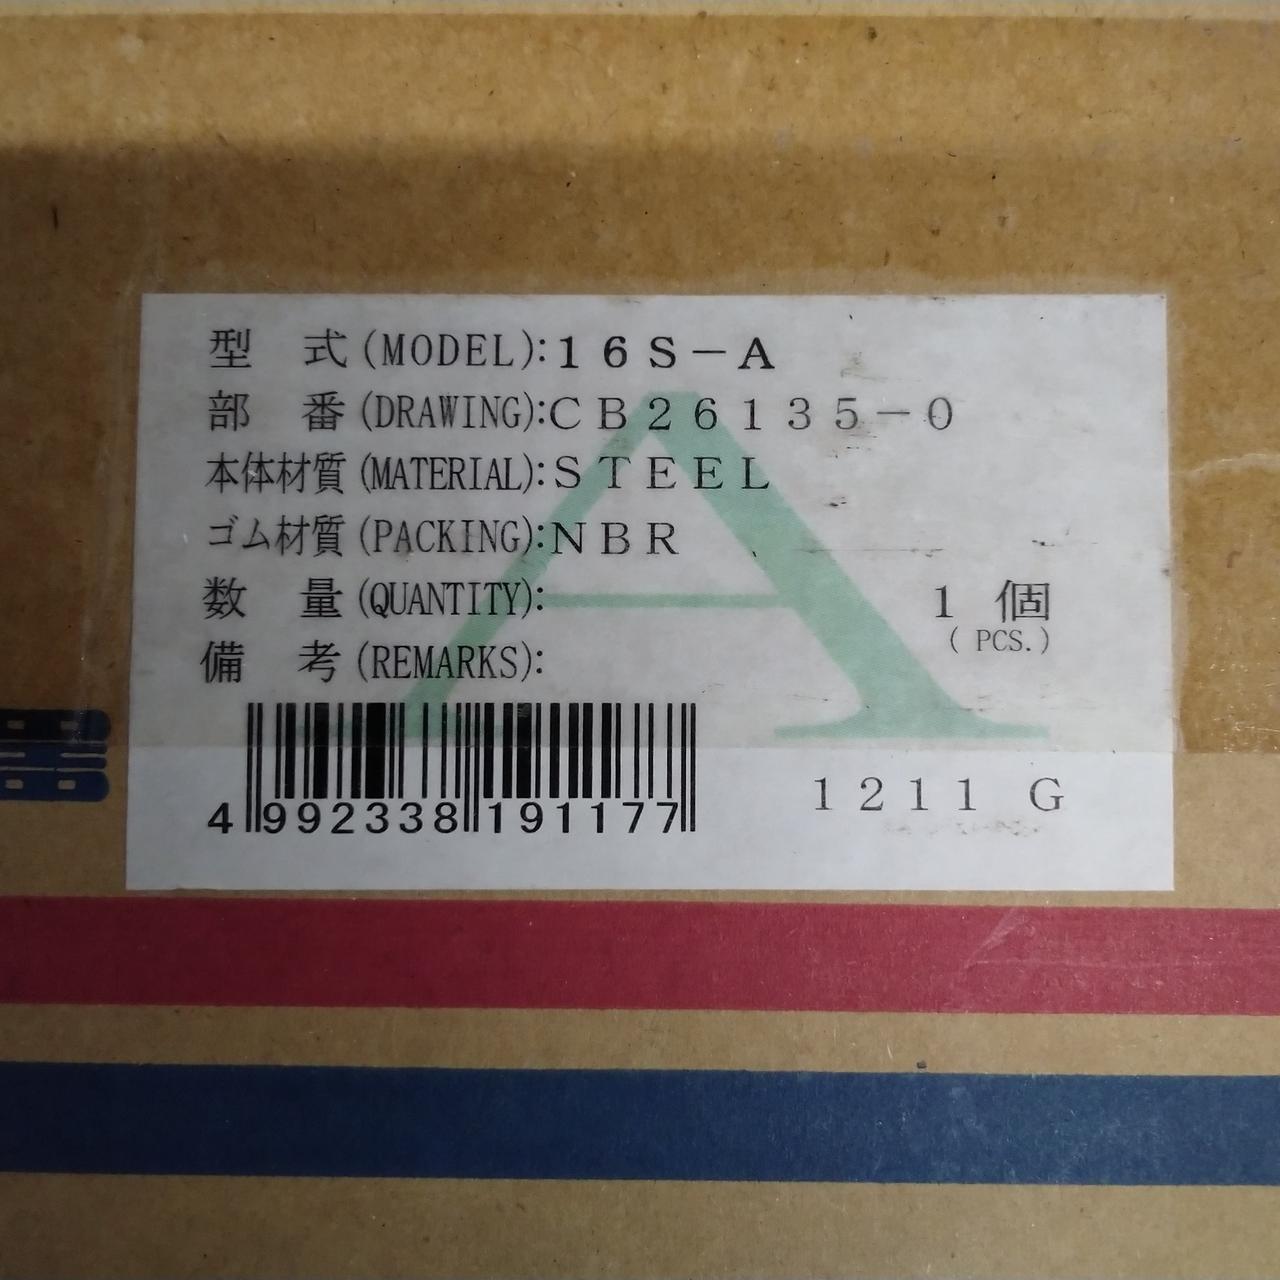 型 式 (MODEL):16S-A
部 番 (DRAWING):CB26135-0
本体材質 (MATERIAL):STEEL
ゴム材質 (PACKING):NBR
数 量 (QUANTITY): 1 個
(PCS.)
備 考 (REMARKS):
A
4 992338 191177
1211 G